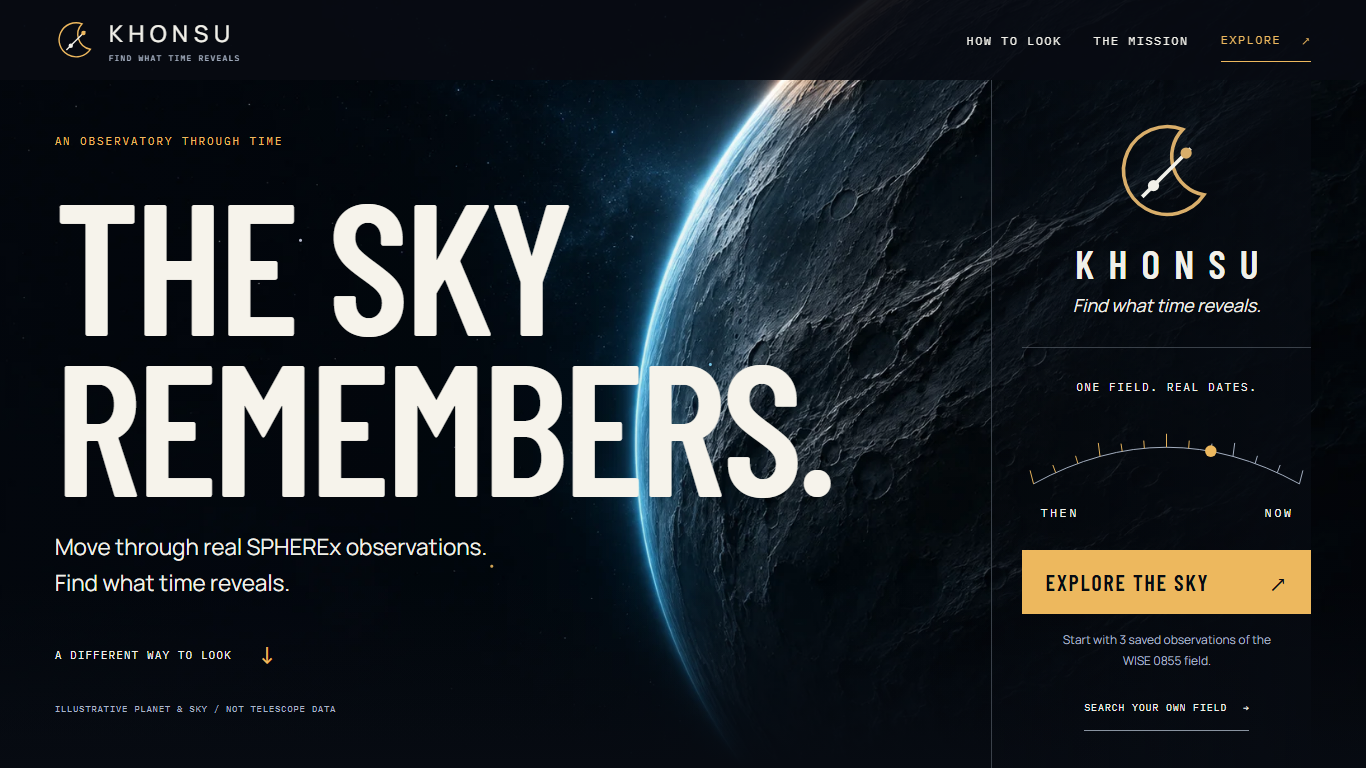 KHONSU
FIND WHAT TIME REVEALS
HOW TO LOOK
THE MISSION
EXPLORE ↗
AN OBSERVATORY THROUGH TIME
THE SKY
REMEMBERS.
Move through real SPHEREx observations.
Find what time reveals.
A DIFFERENT WAY TO LOOK ↓
ILLUSTRATIVE PLANET & SKY / NOT TELESCOPE DATA
KHONSU
Find what time reveals.
ONE FIELD. REAL DATES.
THEN
NOW
EXPLORE THE SKY ↗
Start with 3 saved observations of the
WISE 0855 field.
SEARCH YOUR OWN FIELD →